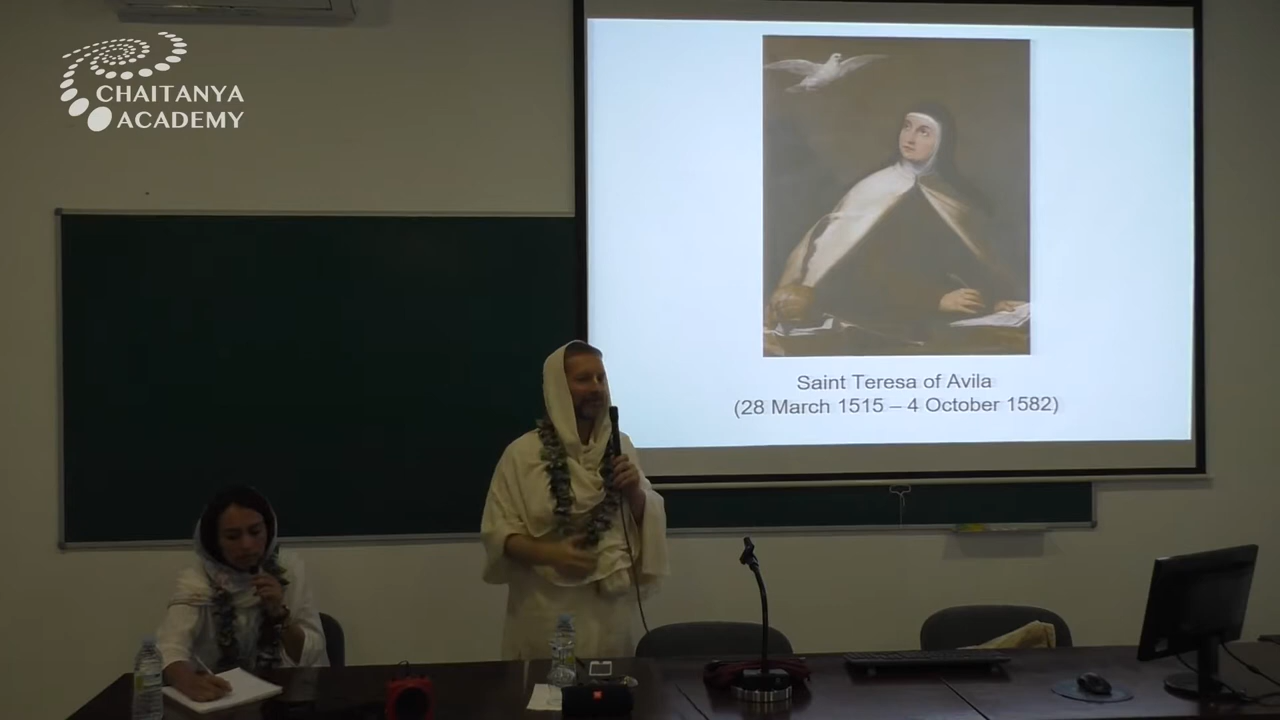 CHAITANYA
ACADEMY
Saint Teresa of Avila
(28 March 1515 – 4 October 1582)